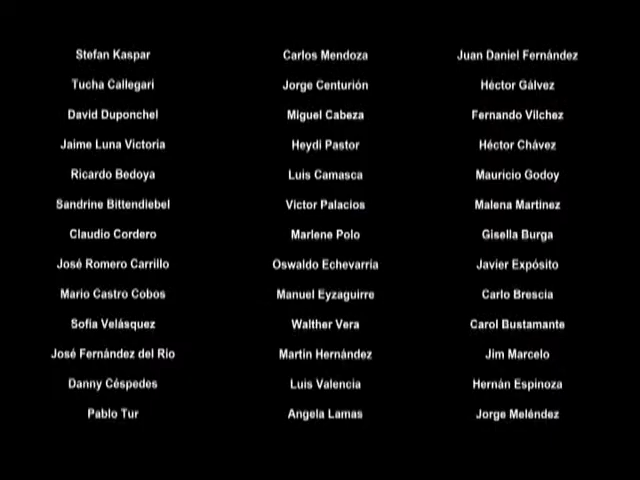 Stefan Kaspar Carlos Mendoza Juan Daniel Fernández
Tucha Callegari Jorge Centurión Héctor Gálvez
David Duponchel Miguel Cabeza Fernando Vilchez
Jaime Luna Victoria Heydi Pastor Héctor Chávez
Ricardo Bedoya Luis Camasca Mauricio Godoy
Sandrine Bittendiebel Victor Palacios Malena Martinez
Claudio Cordero Marlene Polo Gisella Burga
José Romero Carrillo Oswaldo Echevarria Javier Expósito
Mario Castro Cobos Manuel Eyzaguirre Carlo Brescia
Sofia Velásquez Walther Vera Carol Bustamante
José Fernández del Rio Martin Hernández Jim Marcelo
Danny Céspedes Luis Valencia Hernán Espinoza
Pablo Tur Angela Lamas Jorge Meléndez